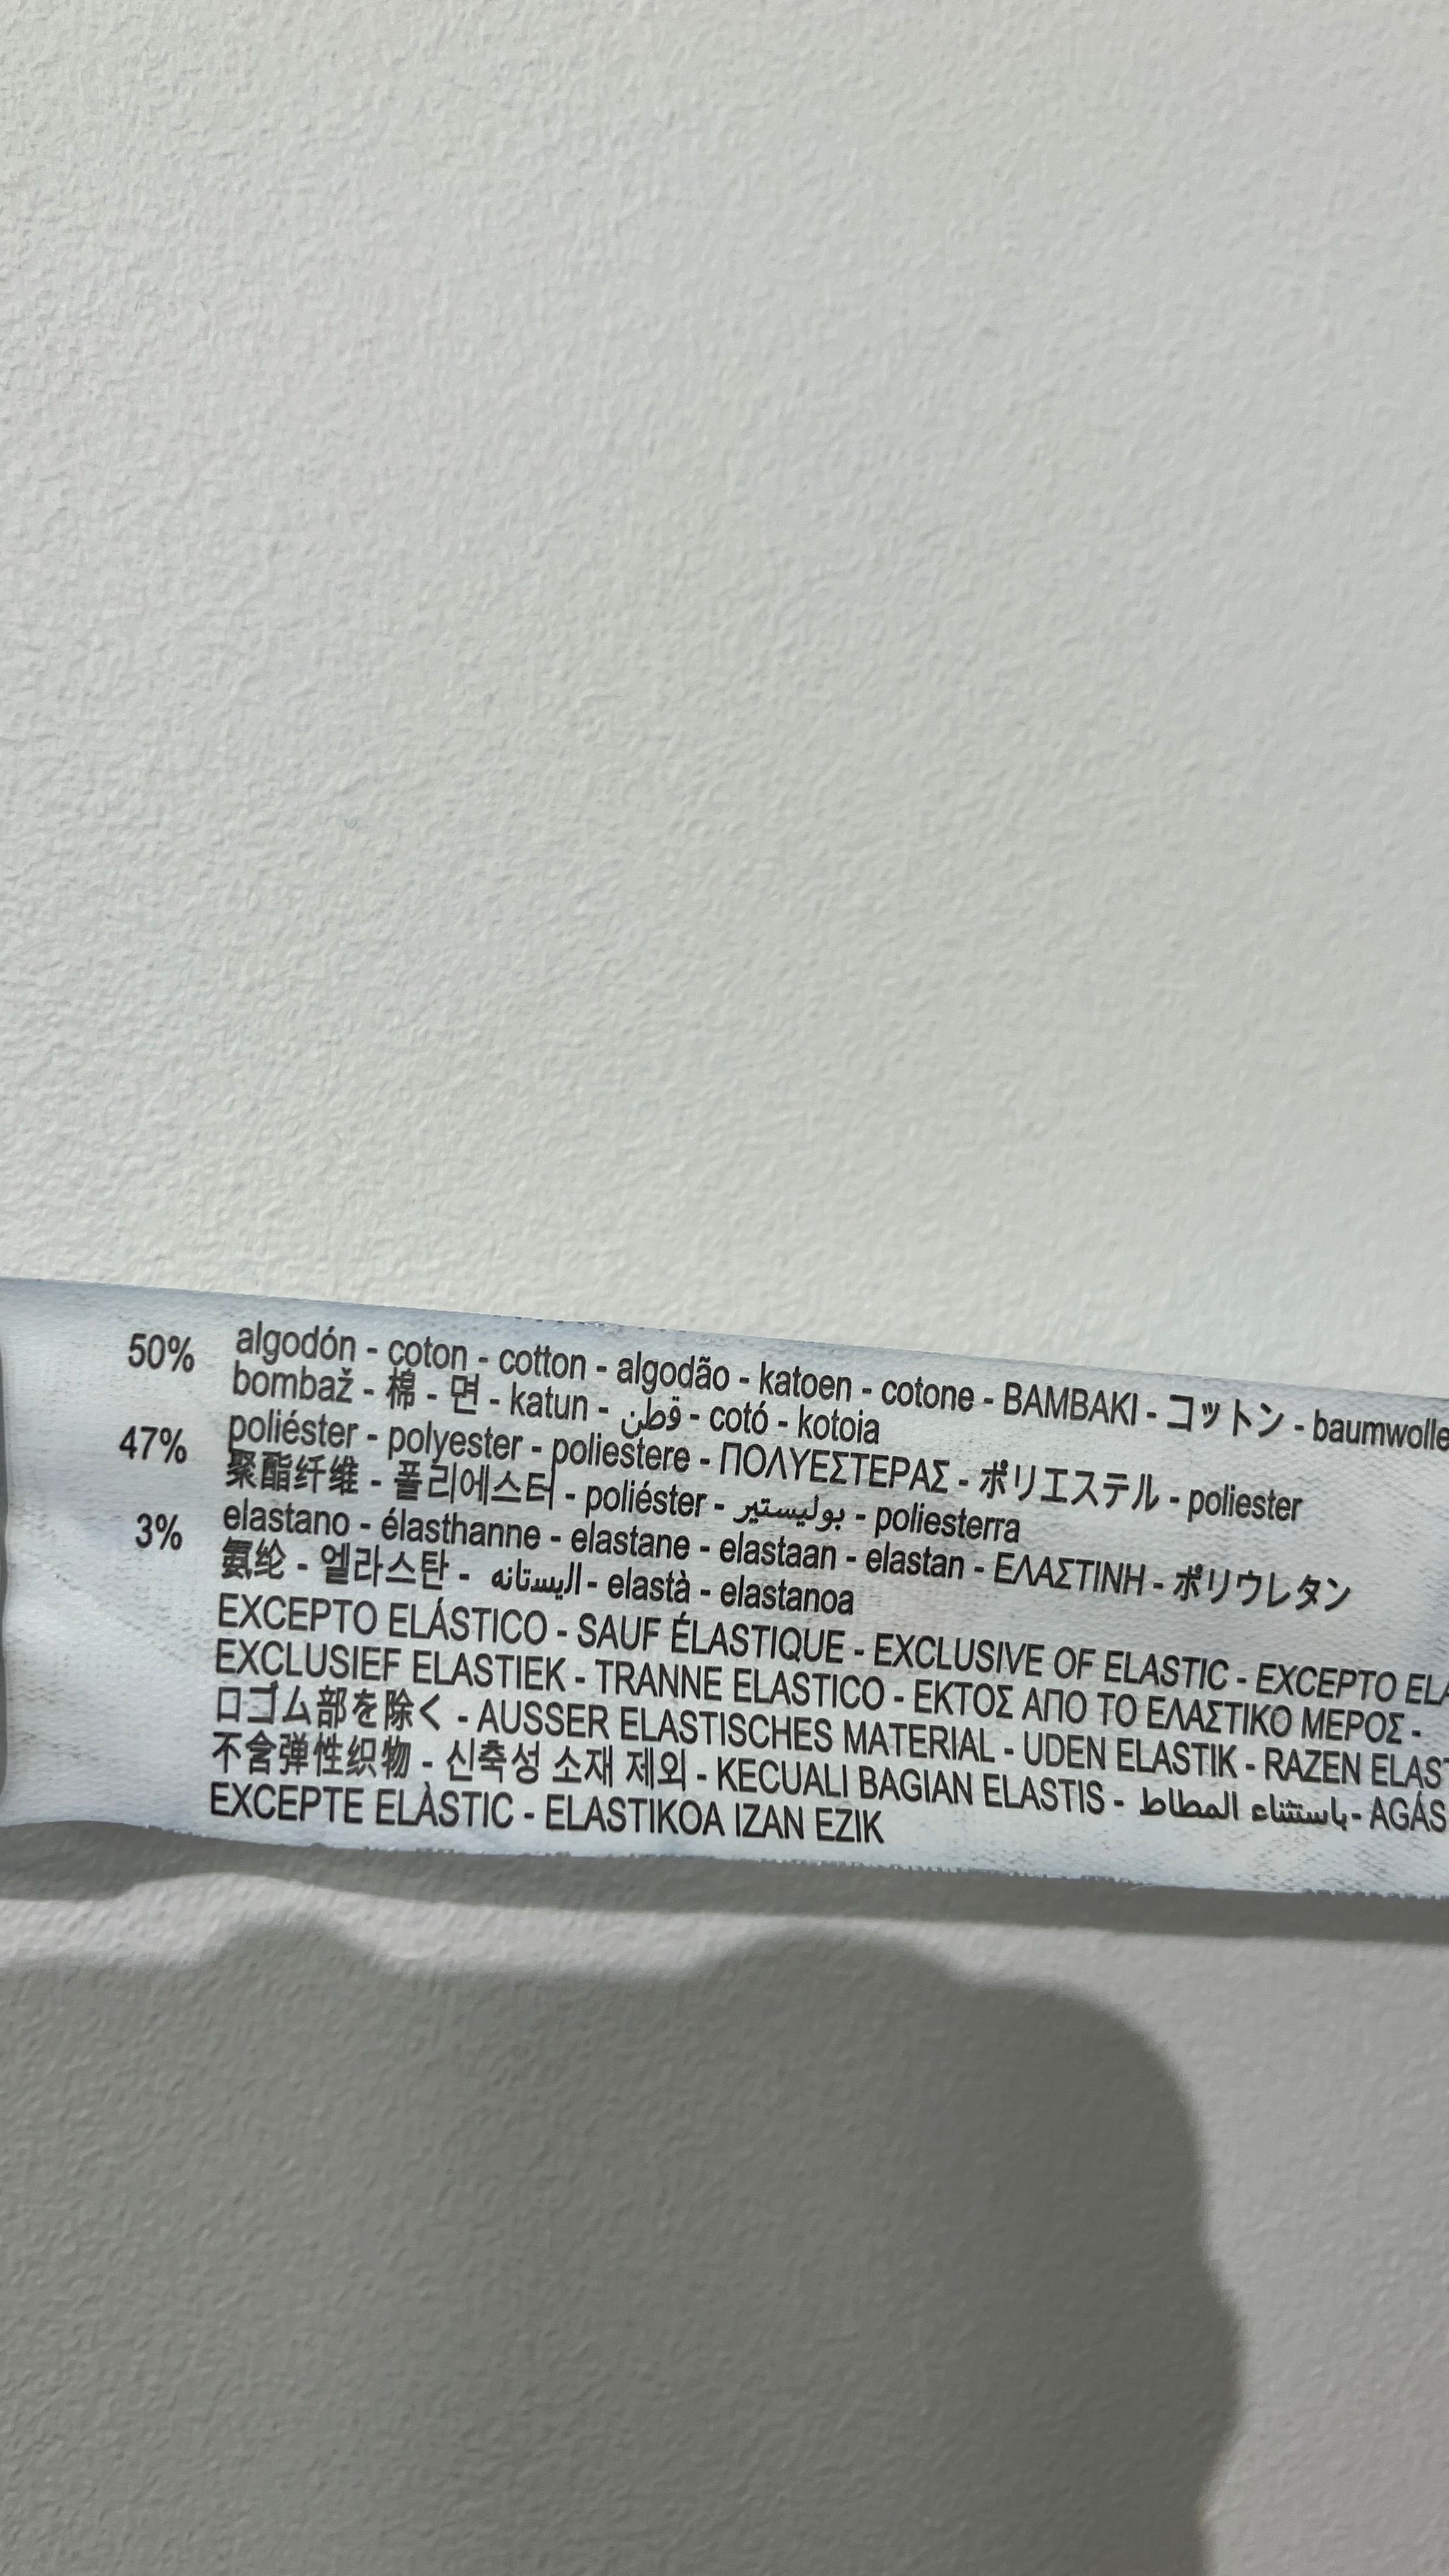 50% algodón - coton - cotton - algodão - katoen - cotone - BAMBAKI - コットン - baumwolle
bombaž - 棉 - 면 - katun - قطن - cotó - kotoia
47% poliéster - polyester - poliestere - ΠΟΛΥΕΣΤΕΡΑΣ - ポリエステル - poliester
聚酯纤维 - 폴리에스터 - poliéster - بوليستير - poliesterra
3% elastano - élasthanne - elastane - elastaan - elastan - ΕΛΑΣΤΙΝΗ - ポリウレタン
氨纶 - 엘라스탄 - اليستانه - elastà - elastanoa
EXCEPTO ELÁSTICO - SAUF ÉLASTIQUE - EXCLUSIVE OF ELASTIC - EXCEPTO
EXCLUSIEF ELASTIEK - TRANNE ELASTICO - ΕΚΤΟΣ ΑΠΟ ΤΟ ΕΛΑΣΤΙΚΟ ΜΕΡΟΣ -
口ゴム部を除く - AUSSER ELASTISCHES MATERIAL - UDEN ELASTIK - RAZEN
不含弹性织物 - 신축성 소재 제외 - KECUALI BAGIAN ELASTIS - باستثناء المطاط -
EXCEPTE ELÀSTIC - ELASTIKOA IZAN EZIK